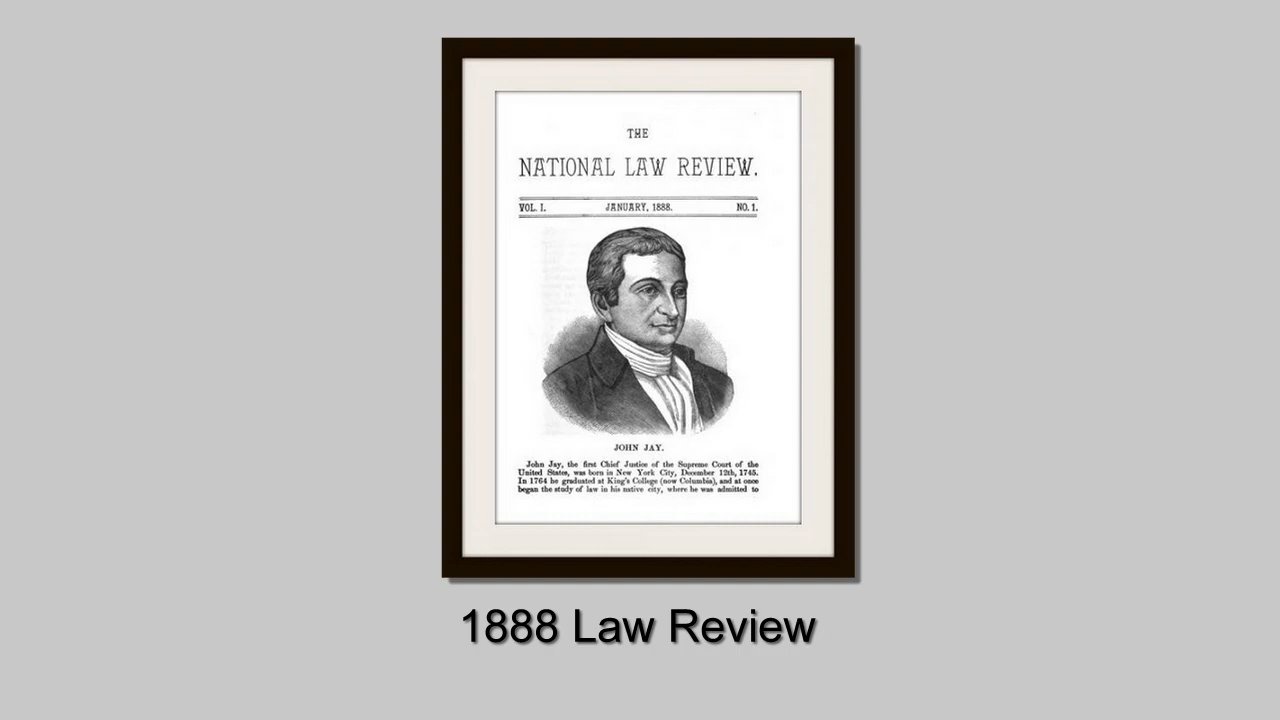 THE
NATIONAL LAW REVIEW.
VOL. I. JANUARY, 1888. NO. 1.
JOHN JAY.
John Jay, the first Chief Justice of the Supreme Court of the
United States, was born in New York City, December 12th, 1745.
In 1764 he graduated at King's College (now Columbia), and at once
began the study of law in his native city, where he was admitted to
1888 Law Review